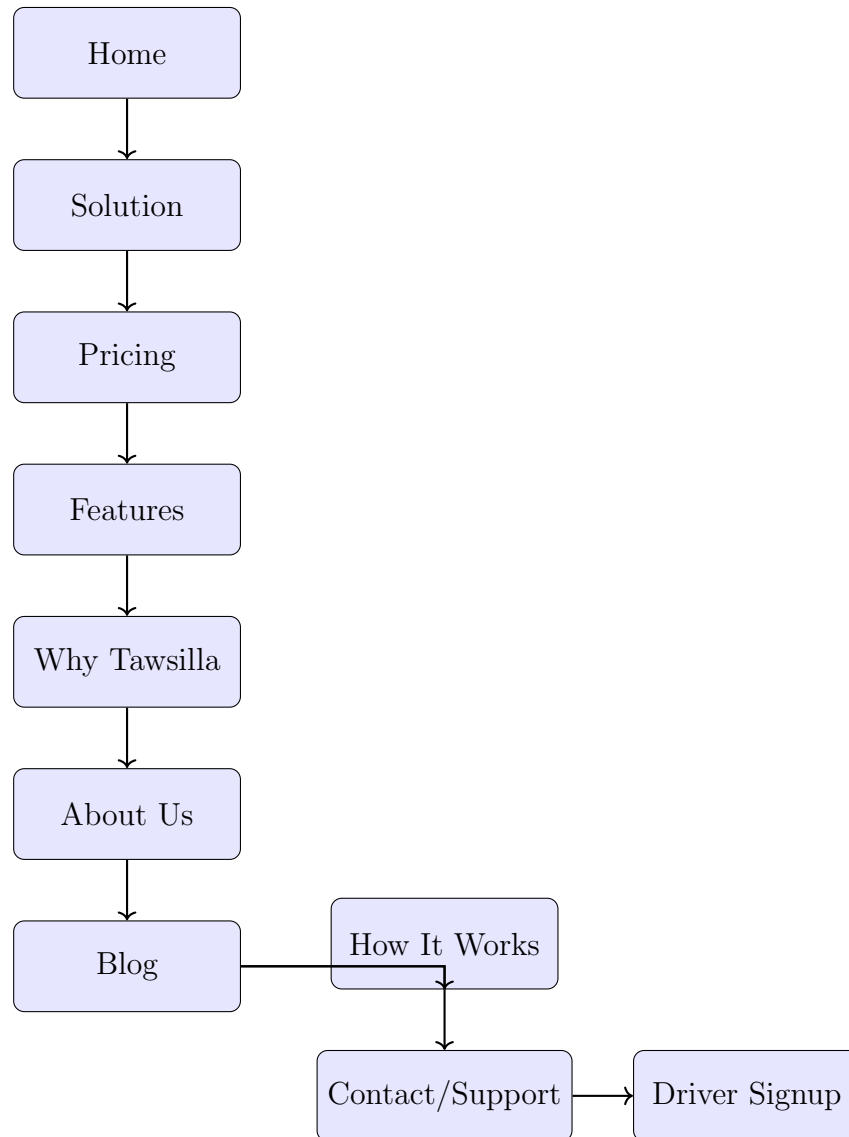 Home
Solution
Pricing
Features
Why Tawsilla
About Us
Blog
How It Works
Contact/Support
Driver Signup